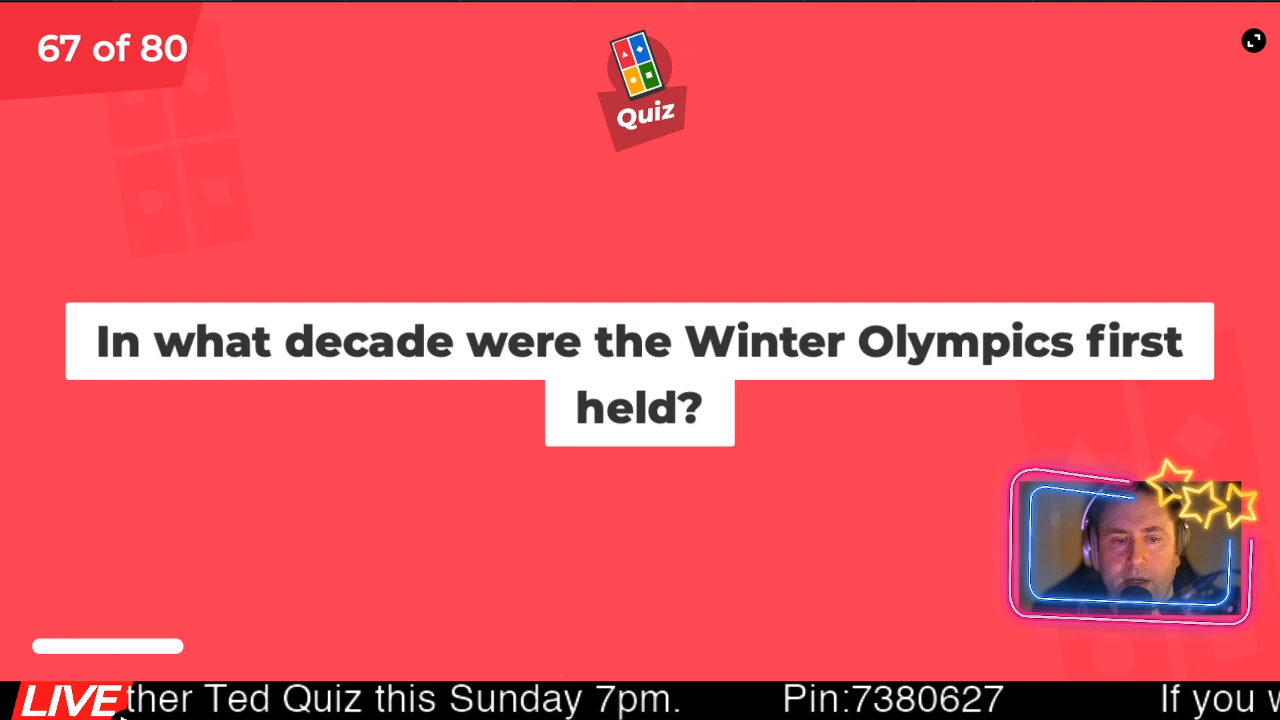 67 of 80
Quiz
In what decade were the Winter Olympics first
held?
LIVE
ther Ted Quiz this Sunday 7pm. Pin:7380627 If you w